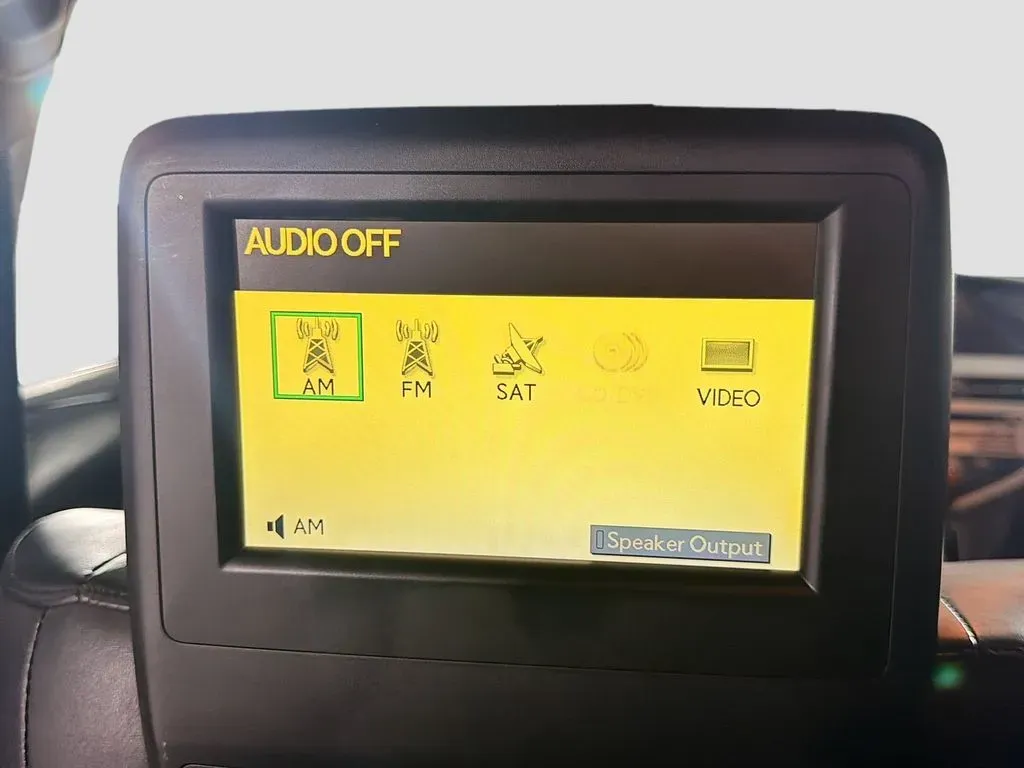 AUDIO OFF
AM FM SAT VIDEO
AM
Speaker Output